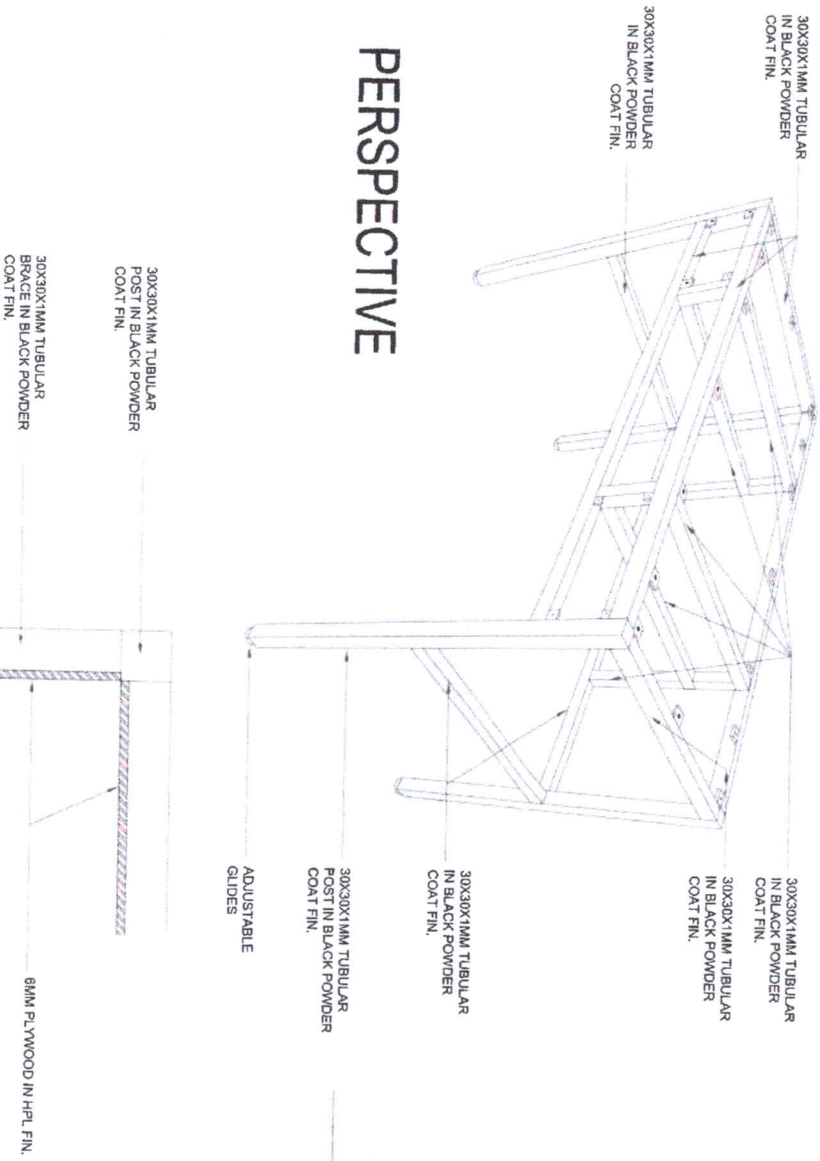 30X30X1MM TUBULAR
IN BLACK POWDER
COAT FIN.
30X30X1MM TUBULAR
IN BLACK POWDER
COAT FIN.
30X30X1MM TUBULAR
IN BLACK POWDER
COAT FIN.
30X30X1MM TUBULAR
IN BLACK POWDER
COAT FIN.
30X30X1MM TUBULAR
IN BLACK POWDER
COAT FIN.
30X30X1MM TUBULAR
POST IN BLACK POWDER
COAT FIN.
ADJUSTABLE
GLIDES
PERSPECTIVE
30X30X1MM TUBULAR
POST IN BLACK POWDER
COAT FIN.
30X30X1MM TUBULAR
BRACE IN BLACK POWDER
COAT FIN.
6MM PLYWOOD IN HPL FIN.